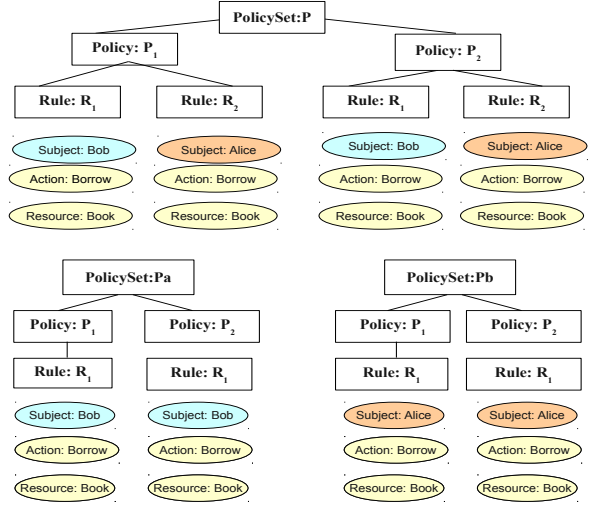 PolicySet:P
Policy: P1 Policy: P2
Rule: R1 Rule: R2 Rule: R1 Rule: R2
Subject: Bob Subject: Alice Subject: Bob Subject: Alice
Action: Borrow Action: Borrow Action: Borrow Action: Borrow
Resource: Book Resource: Book Resource: Book Resource: Book
PolicySet:Pa PolicySet:Pb
Policy: P1 Policy: P2 Policy: P1 Policy: P2
Rule: R1 Rule: R1 Rule: R1 Rule: R1
Subject: Bob Subject: Bob Subject: Alice Subject: Alice
Action: Borrow Action: Borrow Action: Borrow Action: Borrow
Resource: Book Resource: Book Resource: Book Resource: Book